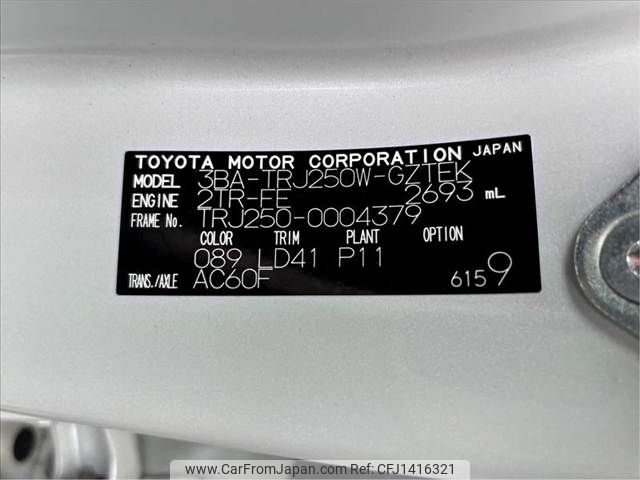 TOYOTA MOTOR CORPORATION JAPAN
MODEL 3BA-TRJ250W-GZTEK
ENGINE 2TR-FE 2693 mL
FRAME No. TRJ250-0004379
COLOR TRIM PLANT OPTION
089 LD41 P11
TRANS./AXLE AC60F 6159
www.CarFromJapan.com CFJ1416321